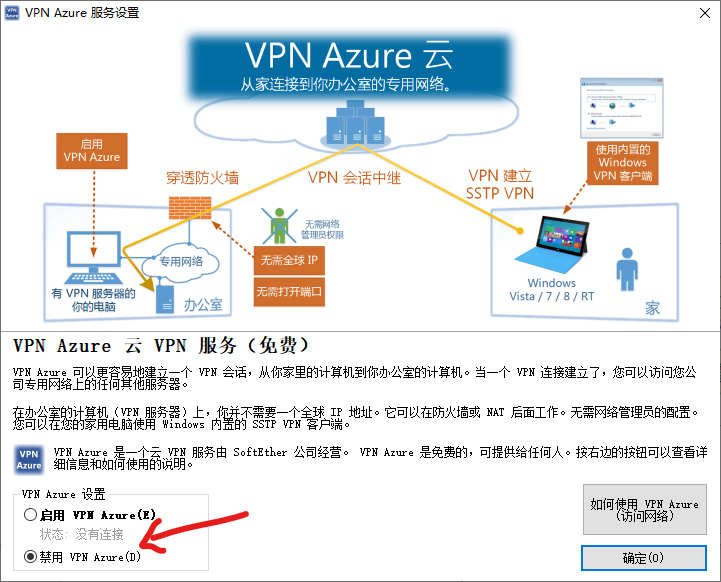 VPN Azure 服务设置
VPN Azure 云
从家连接到你办公室的专用网络。
启用
VPN Azure
穿透防火墙
VPN 会话中继
VPN 建立
SSTP VPN
使用内置的
Windows
VPN 客户端
无需网络
管理员权限
专用网络
无需全球 IP
无需打开端口
有 VPN 服务器的
你的电脑
办公室
Windows
Vista / 7 / 8 / RT
家
VPN Azure 云 VPN 服务（免费）
VPN Azure 可以更容易地建立一个 VPN 会话，从你家里的计算机到你办公室的计算机。当一个 VPN 连接建立了，您可以访问您公
司专用网络上的任何其他服务器。
在办公室的计算机（VPN 服务器）上，你并不需要一个全球 IP 地址。它可以在防火墙或 NAT 后面工作。无需网络管理员的配置。
您可以在您的家用电脑使用 Windows 内置的 SSTP VPN 客户端。
VPN
Azure
VPN Azure 是一个云 VPN 服务由 SoftEther 公司经营。 VPN Azure 是免费的，可提供给任何人。按右边的按钮可以查看详
细信息和如何使用的说明。
VPN Azure 设置
启用 VPN Azure(E)
状态: 没有连接
禁用 VPN Azure(D)
如何使用 VPN Azure
(访问网络)
确定(O)